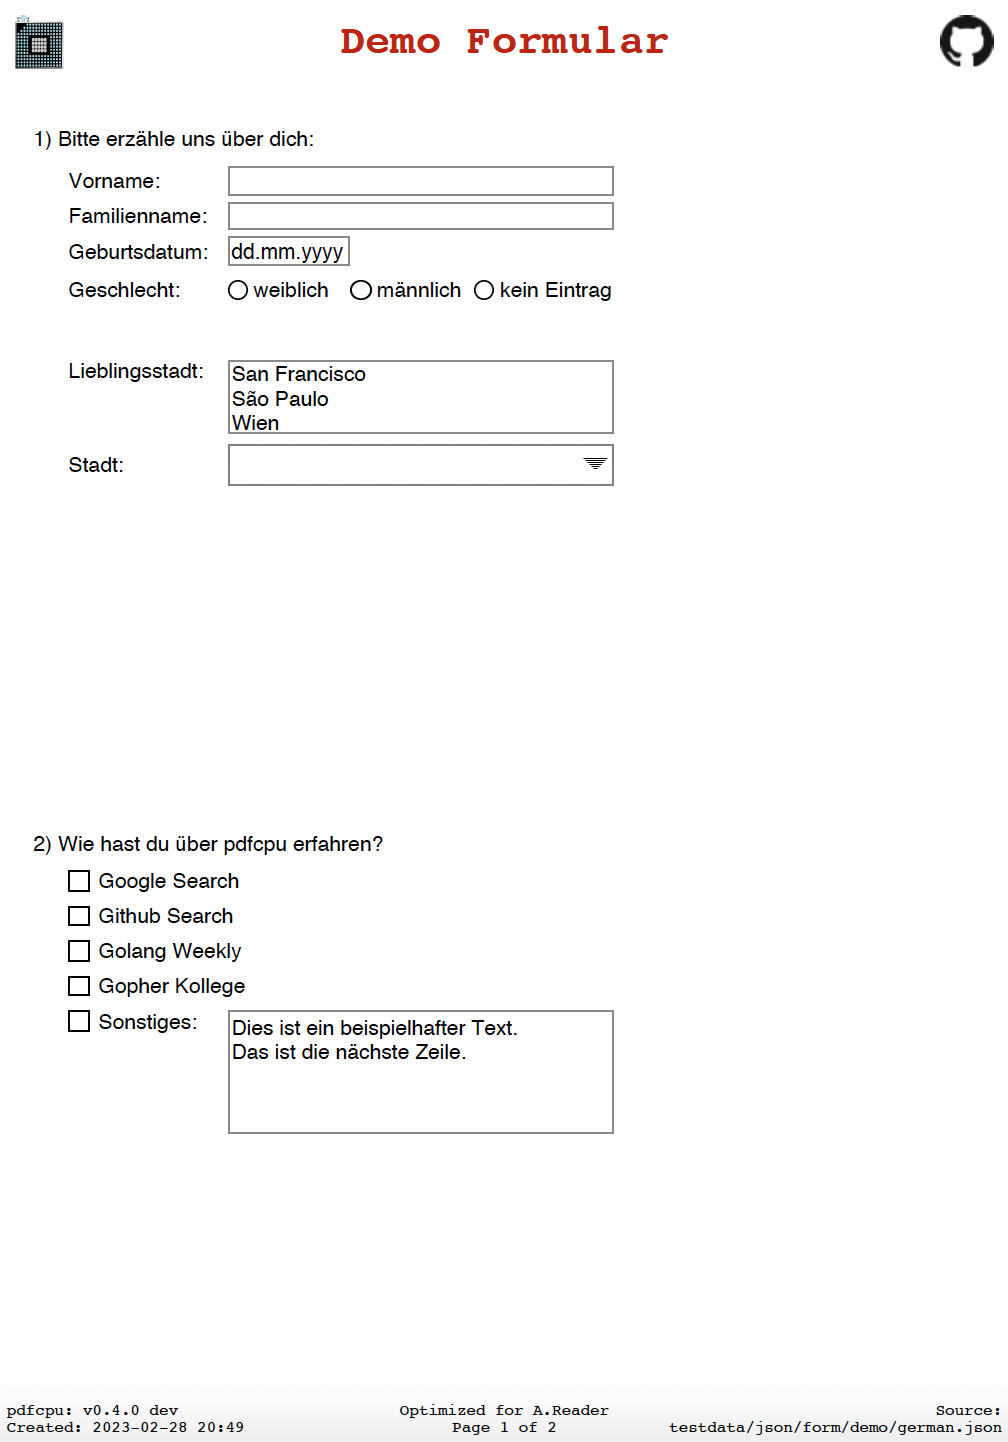 Demo Formular
1) Bitte erzähle uns über dich:
Vorname:
Familienname:
Geburtsdatum: dd.mm.yyyy
Geschlecht: weiblich männlich kein Eintrag
Lieblingsstadt: San Francisco
São Paulo
Wien
Stadt:
2) Wie hast du über pdfcpu erfahren?
Google Search
Github Search
Golang Weekly
Gopher Kollege
Sonstiges: Dies ist ein beispielhafter Text.
Das ist die nächste Zeile.
pdfcpu: v0.4.0 dev Optimized for A.Reader Source:
Created: 2023-02-28 20:49 Page 1 of 2 testdata/json/form/demo/german.json